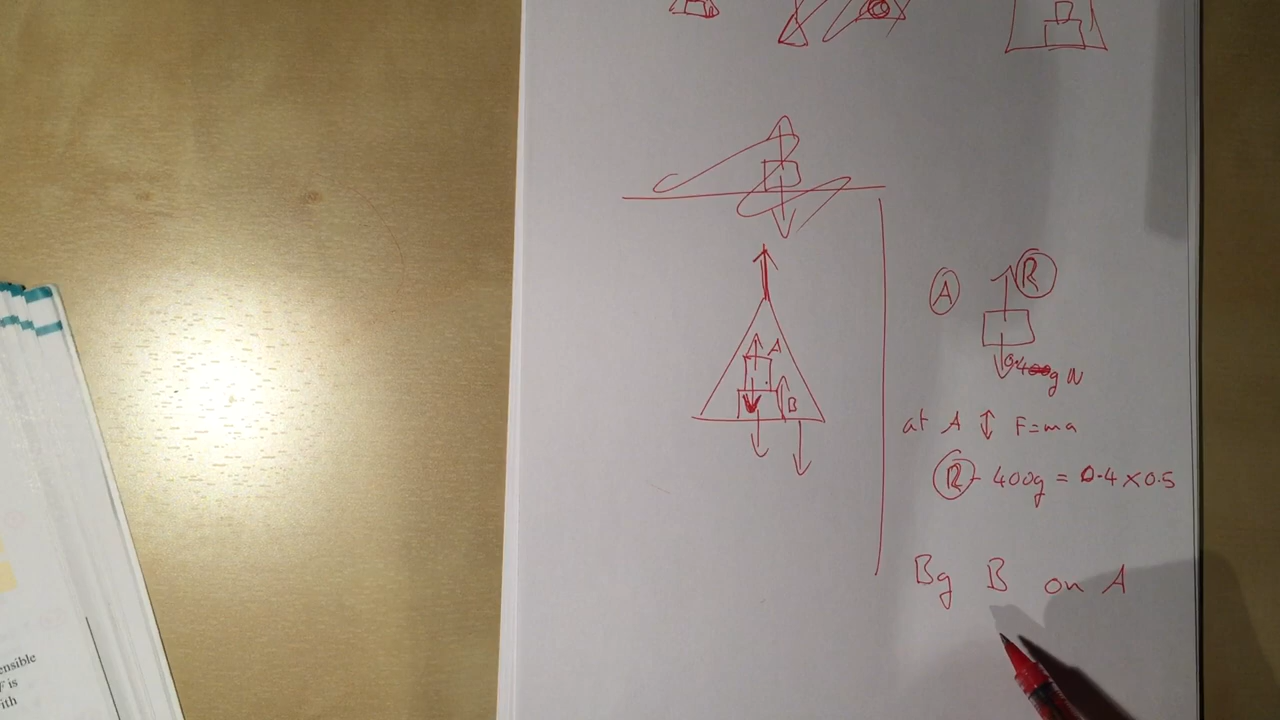 A
R
A
B
0.4g N
at A ↕ F=ma
R - 400g = 0.4 × 0.5
By B on A
ensible
F is
ith